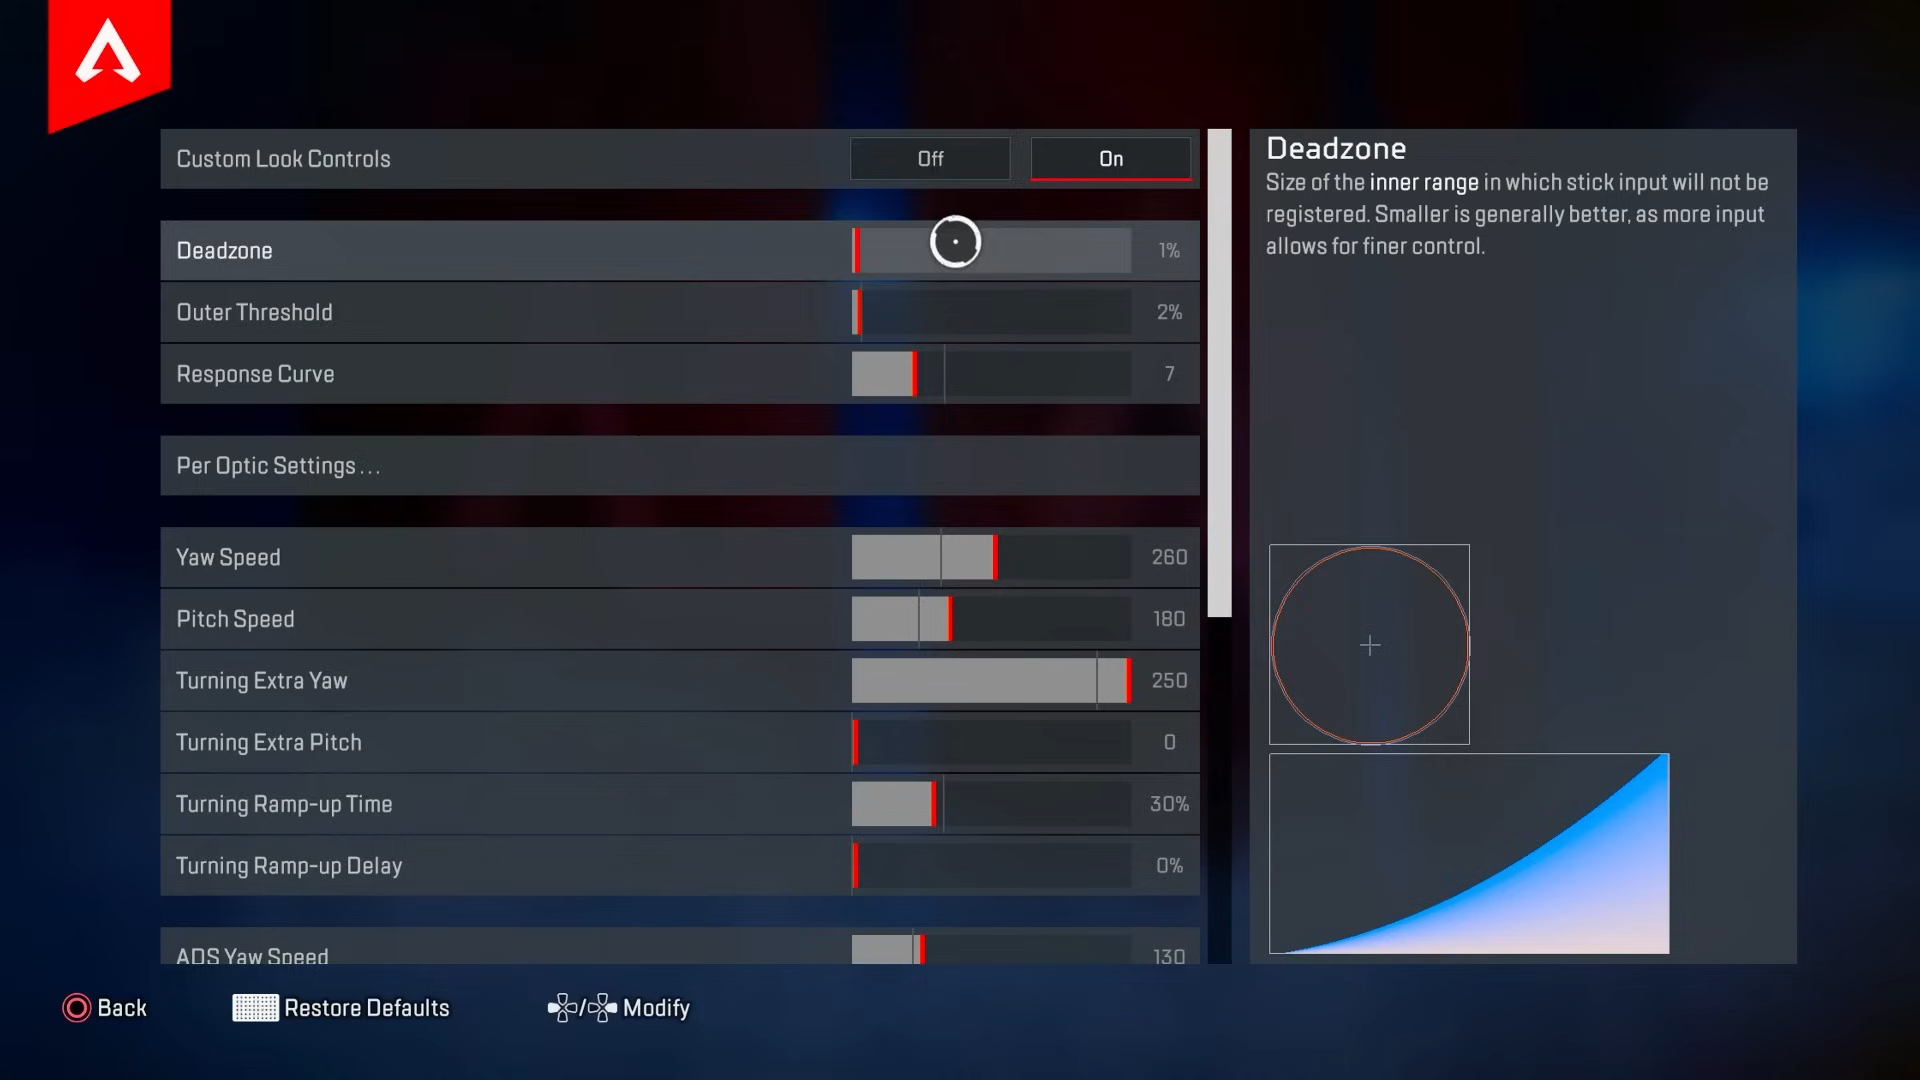 Custom Look Controls Off On
Deadzone 1%
Outer Threshold 2%
Response Curve 7
Per Optic Settings...
Yaw Speed 260
Pitch Speed 180
Turning Extra Yaw 250
Turning Extra Pitch 0
Turning Ramp-up Time 30%
Turning Ramp-up Delay 0%
ADS Yaw Speed 130
Deadzone
Size of the inner range in which stick input will not be
registered. Smaller is generally better, as more input
allows for finer control.
Back Restore Defaults / Modify